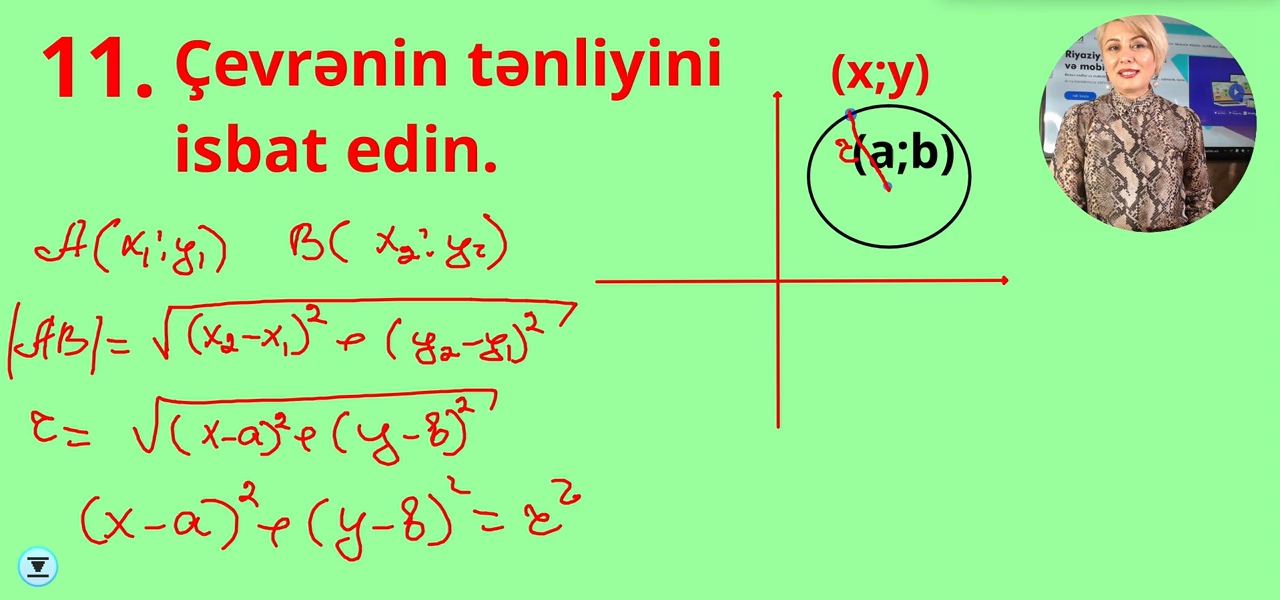 11. Çevrənin tənliyini
isbat edin.
(x;y)
r
(a;b)
A(x₁;y₁) B(x₂;y₂)
|AB|=√(x₂-x₁)²+(y₂-y₁)²
r=√(x-a)²+(y-b)²
(x-a)²+(y-b)²=r²
Riyaziy
və mobi